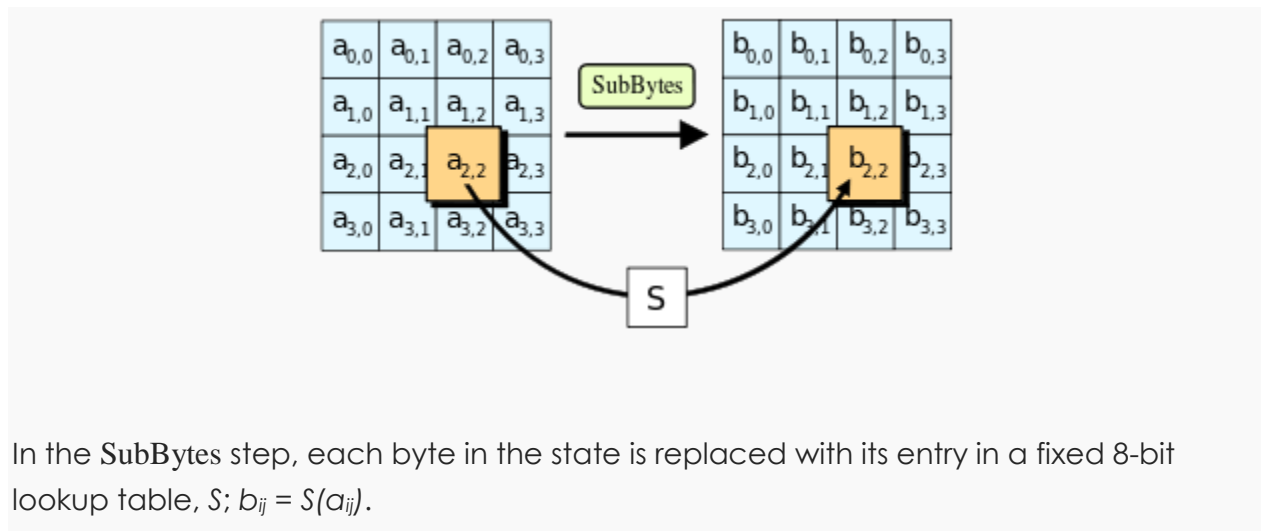 a0,0 a0,1 a0,2 a0,3
b0,0 b0,1 b0,2 b0,3
SubBytes
a1,0 a1,1 a1,2 a1,3
b1,0 b1,1 b1,2 b1,3
a2,0 a2,1 a2,2 a2,3
b2,0 b2,1 b2,2 b2,3
a3,0 a3,1 a3,2 a3,3
b3,0 b3,1 b3,2 b3,3
S
In the SubBytes step, each byte in the state is replaced with its entry in a fixed 8-bit
lookup table, S; bij = S(aij).